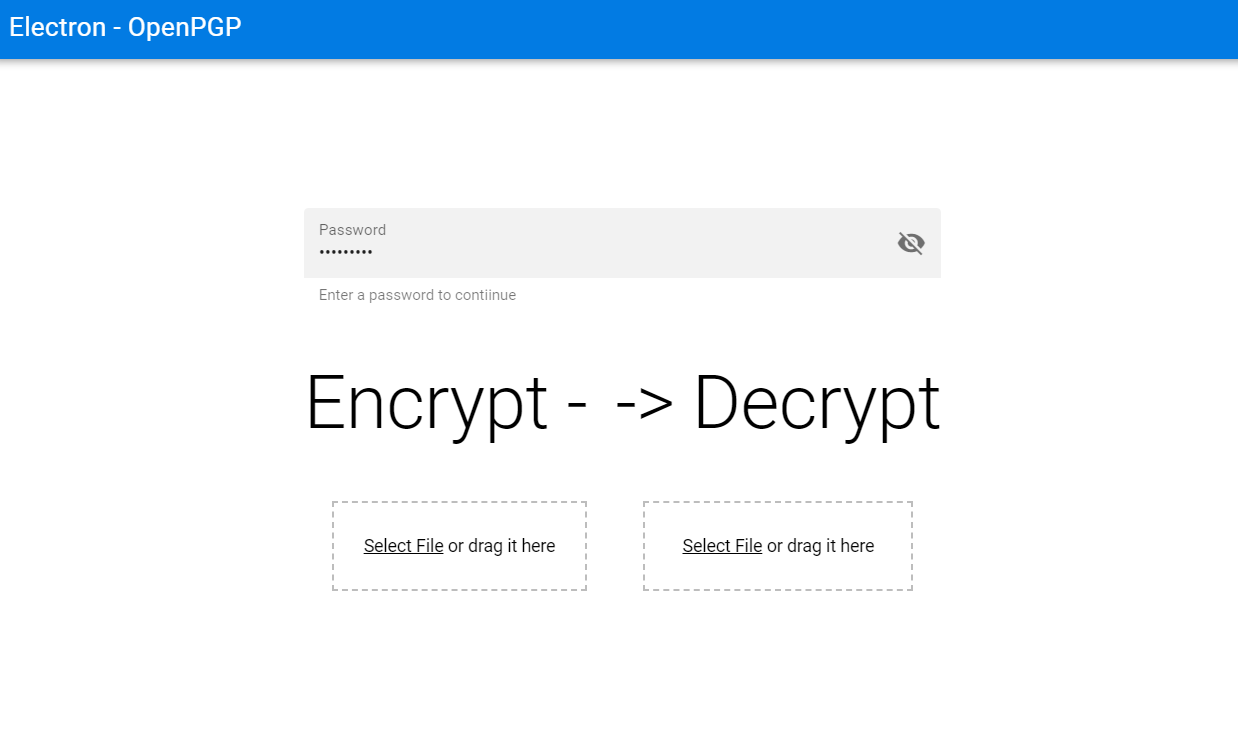 Electron - OpenPGP
Password
•••••••••
Enter a password to contiinue
Encrypt - -> Decrypt
Select File or drag it here
Select File or drag it here